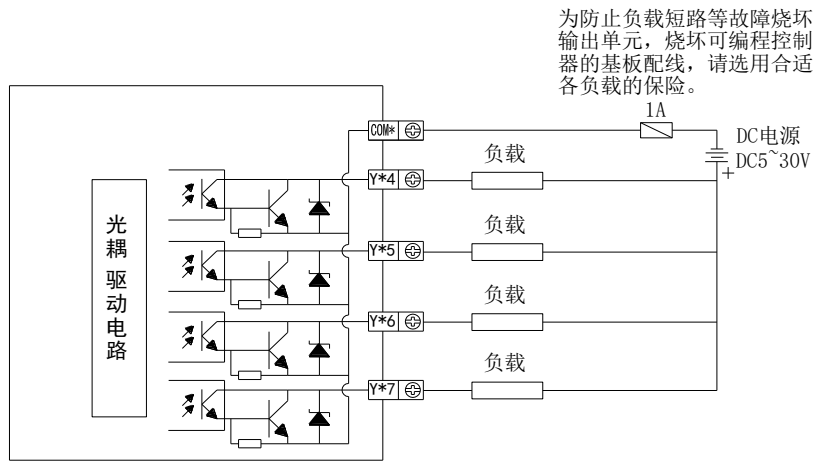 为防止负载短路等故障烧坏
输出单元，烧坏可编程控制
器的基板配线，请选用合适
各负载的保险。
1A
COM*
DC电源
DC5~30V
+
负载
Y*4
负载
Y*5
负载
Y*6
负载
Y*7
光耦 驱动电路